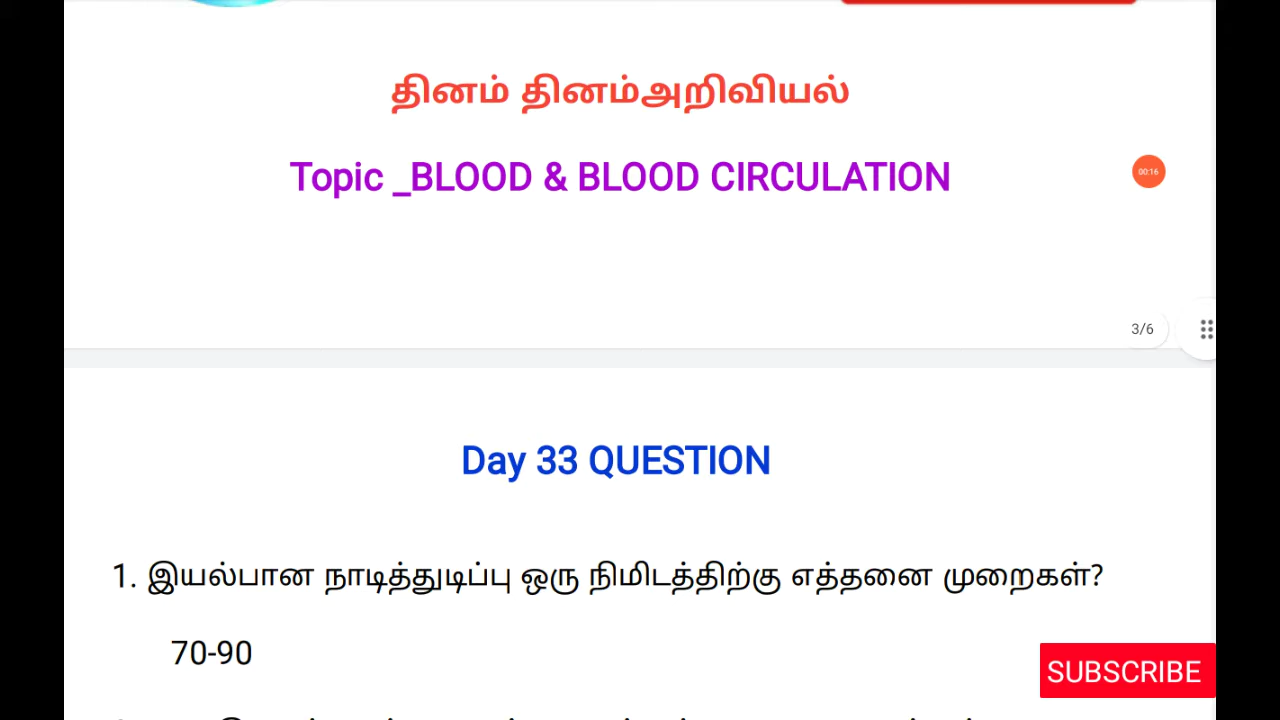 தினம் தினம்அறிவியல்
Topic _BLOOD & BLOOD CIRCULATION
00:16
3/6
Day 33 QUESTION
1. இயல்பான நாடித்துடிப்பு ஒரு நிமிடத்திற்கு எத்தனை முறைகள்?
70-90
SUBSCRIBE